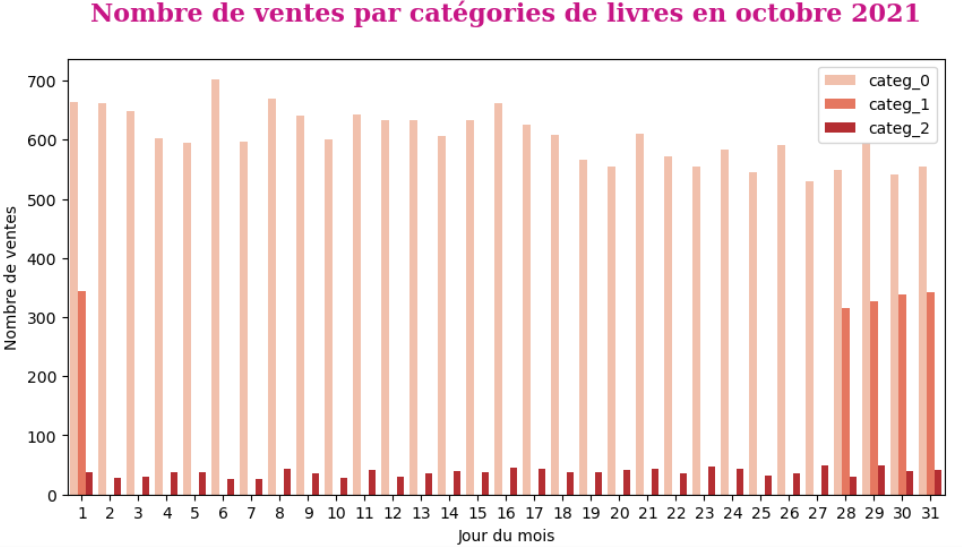 Nombre de ventes par catégories de livres en octobre 2021
categ_0
categ_1
categ_2
700
600
500
400
300
200
100
0
Nombre de ventes
1 2 3 4 5 6 7 8 9 10 11 12 13 14 15 16 17 18 19 20 21 22 23 24 25 26 27 28 29 30 31
Jour du mois